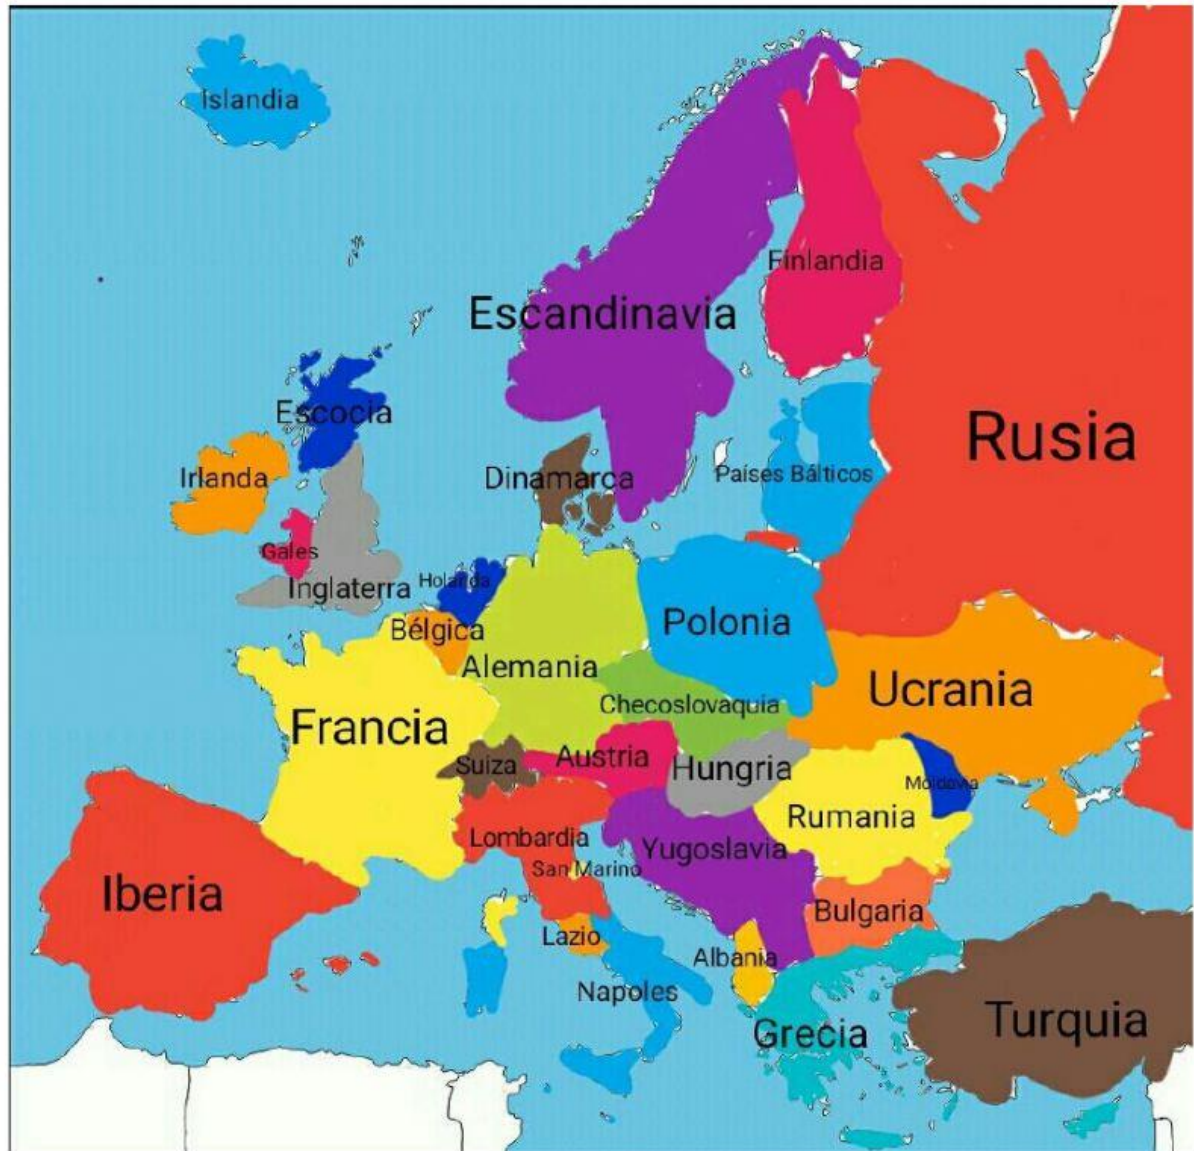 Islandia
Finlandia
Escandinavia
Escocia
Rusia
Irlanda
Dinamarca
Países Bálticos
Gales
Inglaterra
Holanda
Bélgica
Polonia
Alemania
Ucrania
Checoslovaquia
Francia
Suiza
Austria
Hungria
Moldavia
Rumania
Lombardia
Yugoslavia
San Marino
Iberia
Bulgaria
Lazio
Albania
Napoles
Grecia
Turquia